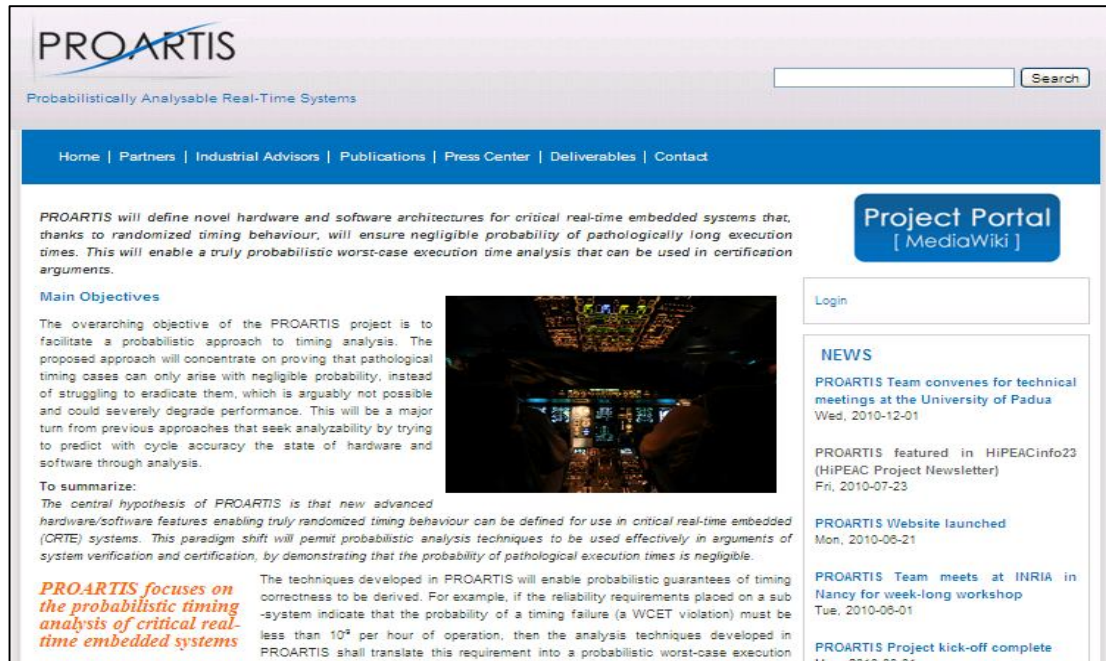 PROARTIS
Search
Probabilistically Analysable Real-Time Systems
Home | Partners | Industrial Advisors | Publications | Press Center | Deliverables | Contact
PROARTIS will define novel hardware and software architectures for critical real-time embedded systems that,
thanks to randomized timing behaviour, will ensure negligible probability of pathologically long execution
times. This will enable a truly probabilistic worst-case execution time analysis that can be used in certification
arguments.
Main Objectives
The overarching objective of the PROARTIS project is to
facilitate a probabilistic approach to timing analysis. The
proposed approach will concentrate on proving that pathological
timing cases can only arise with negligible probability, instead
of struggling to eradicate them, which is arguably not possible
and could severely degrade performance. This will be a major
turn from previous approaches that seek analyzability by trying
to predict with cycle accuracy the state of hardware and
software through analysis.
To summarize:
The central hypothesis of PROARTIS is that new advanced
hardware/software features enabling truly randomized timing behaviour can be defined for use in critical real-time embedded
(CRTE) systems. This paradigm shift will permit probabilistic analysis techniques to be used effectively in arguments of
system verification and certification, by demonstrating that the probability of pathological execution times is negligible.
PROARTIS focuses on
the probabilistic timing
analysis of critical real-
time embedded systems
The techniques developed in PROARTIS will enable probabilistic guarantees of timing
correctness to be derived. For example, if the reliability requirements placed on a sub
-system indicate that the probability of a timing failure (a WCET violation) must be
less than per hour of operation, then the analysis techniques developed in
PROARTIS shall translate this requirement into a probabilistic worst-case execution
Project Portal
[ MediaWiki ]
Login
NEWS
PROARTIS Team convenes for technical
meetings at the University of Padua
Wed, 2010-12-01
PROARTIS featured in HiPEACinfo23
(HiPEAC Project Newsletter)
Fri, 2010-07-23
PROARTIS Website launched
Mon, 2010-06-21
PROARTIS Team meets at INRIA in
Nancy for week-long workshop
Tue, 2010-06-01
PROARTIS Project kick-off complete